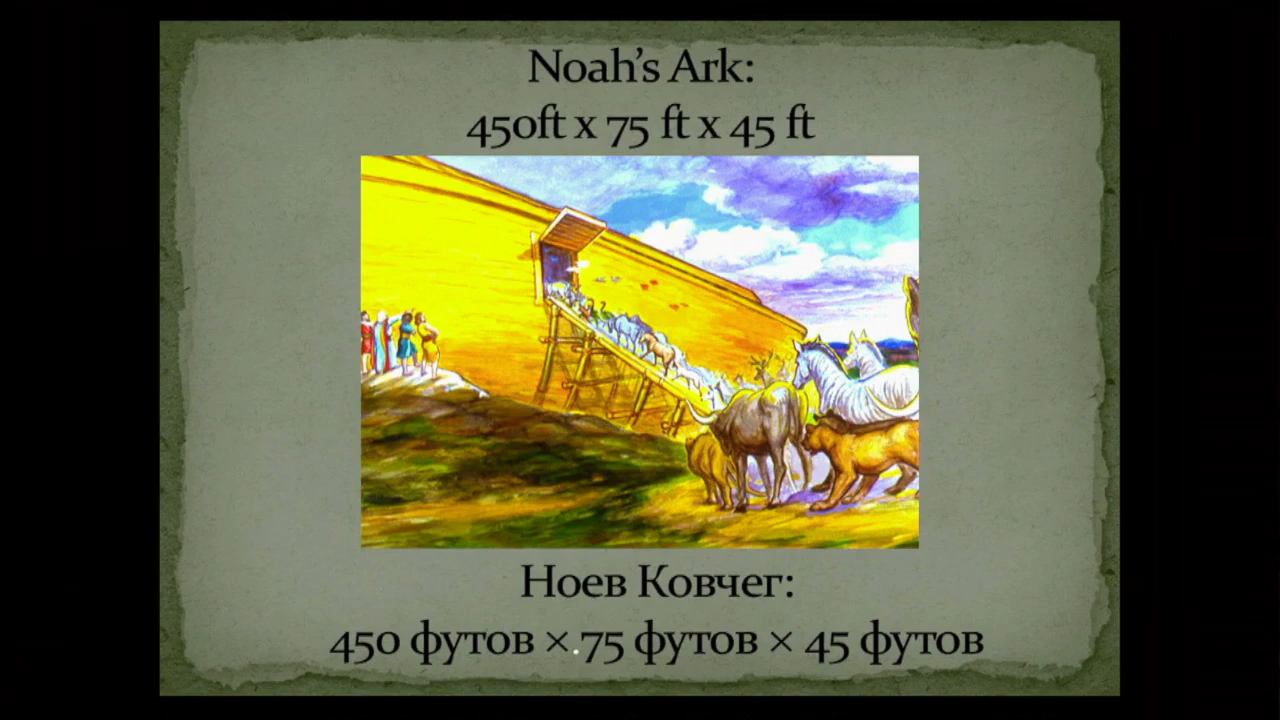 Noah's Ark:
450ft x 75 ft x 45 ft
Ноев Ковчег:
450 футов × 75 футов × 45 футов